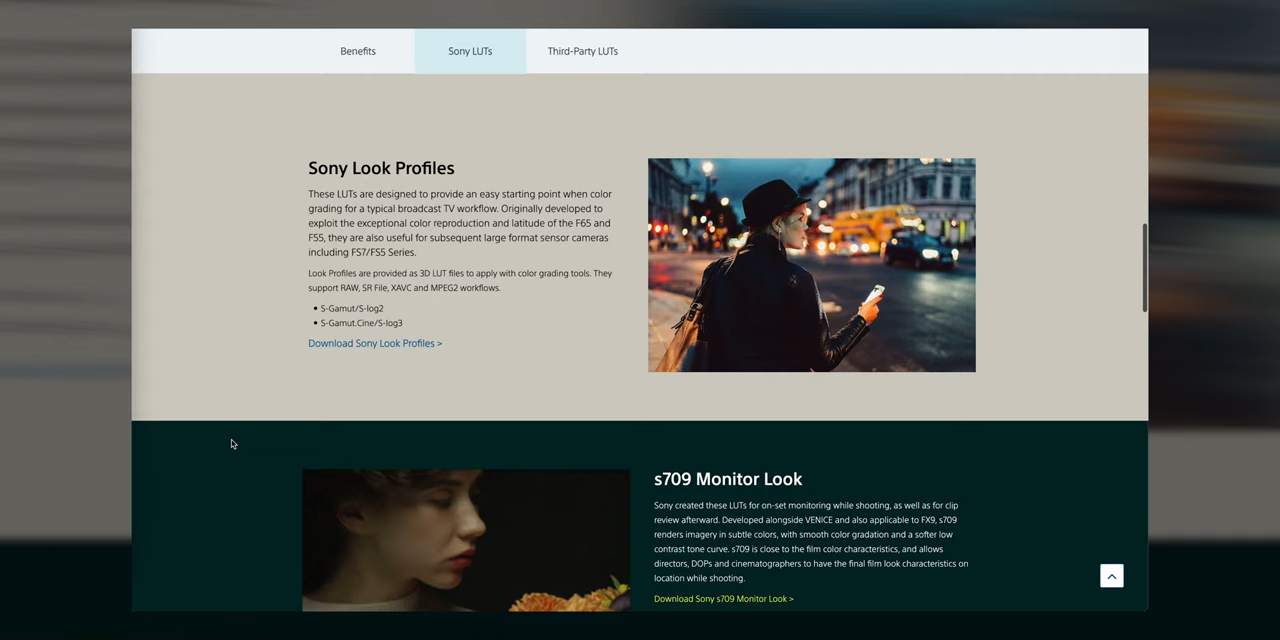 Benefits
Sony LUTs
Third-Party LUTs
Sony Look Profiles
These LUTs are designed to provide an easy starting point when color
grading for a typical broadcast TV workflow. Originally developed to
exploit the exceptional color reproduction and latitude of the F65 and
F55, they are also useful for subsequent large format sensor cameras
including FS7/FS5 Series.
Look Profiles are provided as 3D LUT files to apply with color grading tools. They
support RAW, SR File, XAVC and MPEG2 workflows.
• S-Gamut/S-log2
• S-Gamut.Cine/S-log3
Download Sony Look Profiles >
s709 Monitor Look
Sony created these LUTs for on-set monitoring while shooting, as well as for clip
review afterward. Developed alongside VENICE and also applicable to FX9, s709
renders imagery in subtle colors, with smooth color gradation and a softer low
contrast tone curve. s709 is close to the film color characteristics, and allows
directors, DOPs and cinematographers to have the final film look characteristics on
location while shooting.
Download Sony s709 Monitor Look >